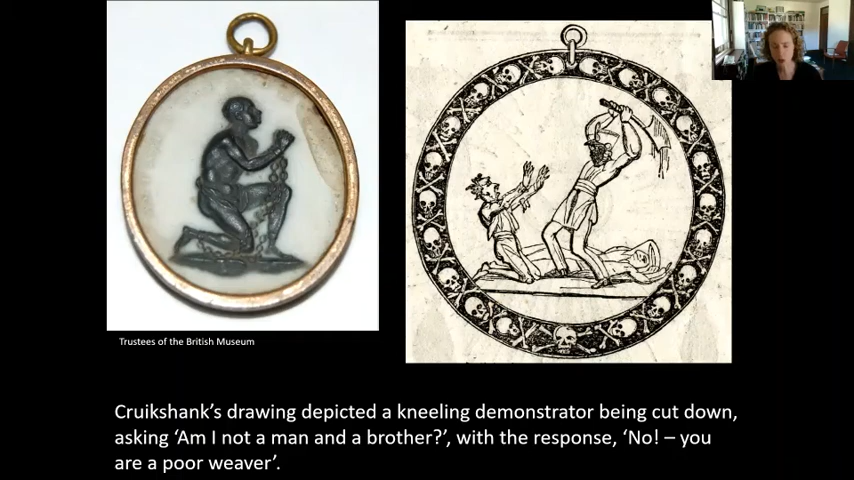 Trustees of the British Museum
Cruikshank’s drawing depicted a kneeling demonstrator being cut down,
asking ‘Am I not a man and a brother?’, with the response, ‘No! – you
are a poor weaver’.